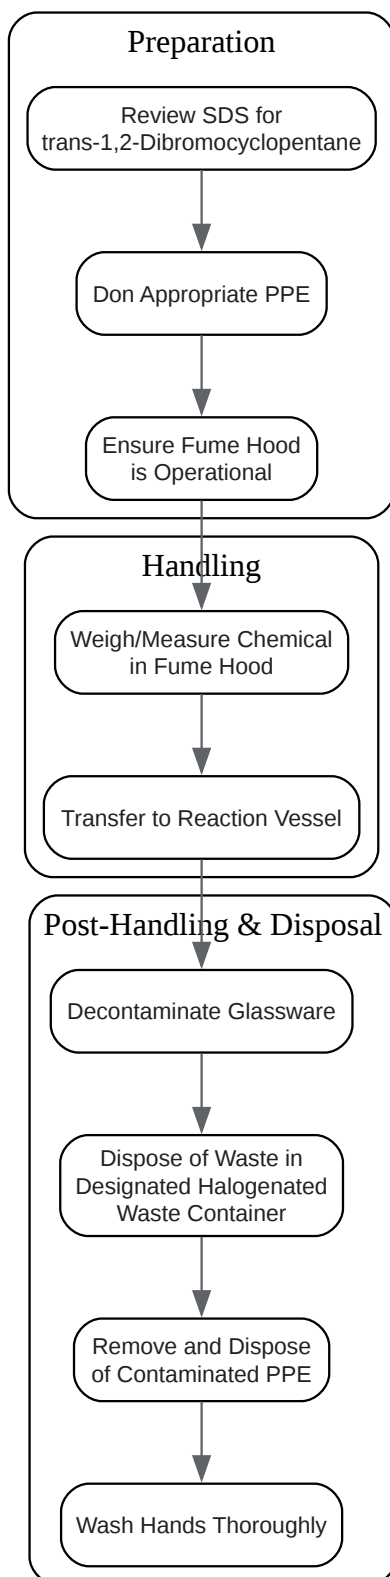 Preparation
Review SDS for
trans-1,2-Dibromocyclopentane
Don Appropriate PPE
Ensure Fume Hood
is Operational
Handling
Weigh/Measure Chemical
in Fume Hood
Transfer to Reaction Vessel
Post-Handling & Disposal
Decontaminate Glassware
Dispose of Waste in
Designated Halogenated
Waste Container
Remove and Dispose
of Contaminated PPE
Wash Hands Thoroughly